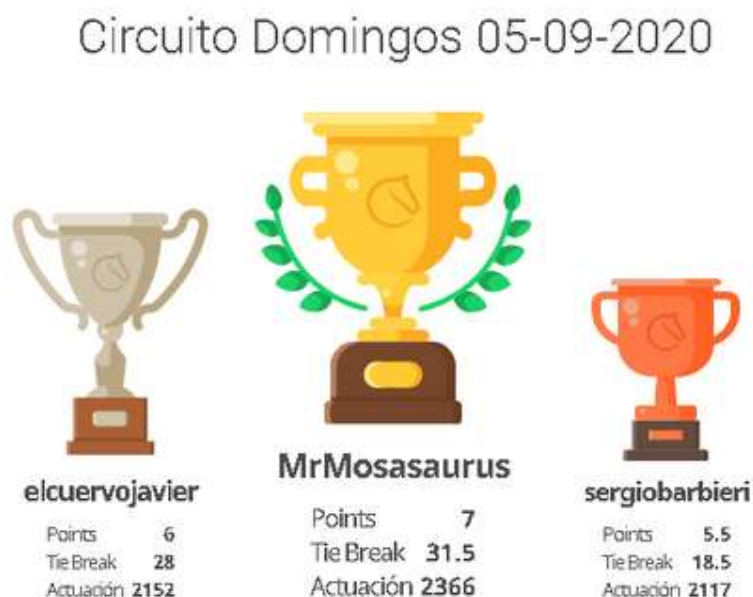 Circuito Domingos 05-09-2020
elcuervojavier
Points 6
Tie Break 28
Actuación 2152
MrMosasaurus
Points 7
Tie Break 31.5
Actuación 2366
sergiobarbieri
Points 5.5
Tie Break 18.5
Actuación 2117